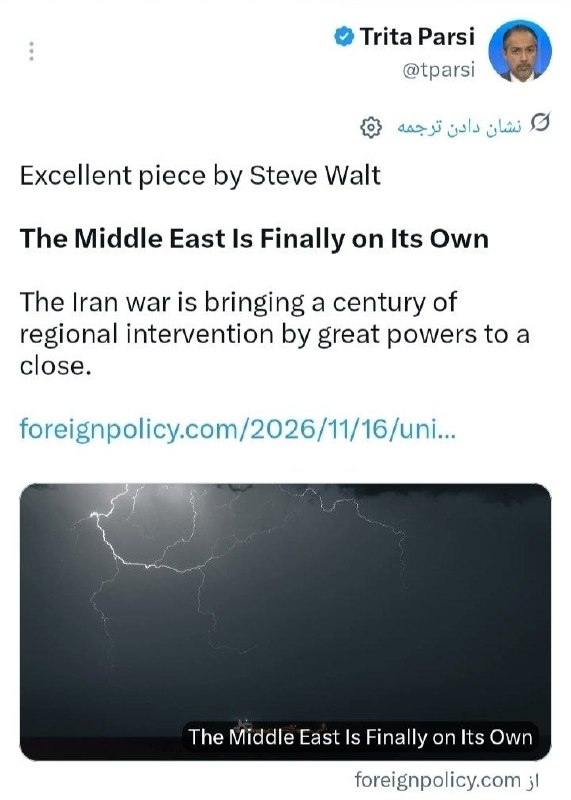 Trita Parsi
@tparsi
نشان دادن ترجمه
Excellent piece by Steve Walt
The Middle East Is Finally on Its Own
The Iran war is bringing a century of
regional intervention by great powers to a
close.
foreignpolicy.com/2026/11/16/uni...
The Middle East Is Finally on Its Own
از foreignpolicy.com